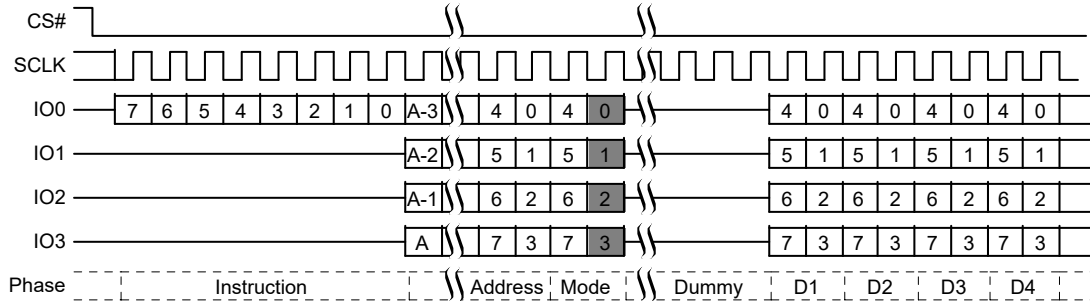 CS#
SCLK
IO0 7 6 5 4 3 2 1 0 A-3 4 0 4 0 4 0 4 0 4 0 4 0
IO1 A-2 5 1 5 1 5 1 5 1 5 1 5 1
IO2 A-1 6 2 6 2 6 2 6 2 6 2 6 2
IO3 A 7 3 7 3 7 3 7 3 7 3 7 3
Phase Instruction Address Mode Dummy D1 D2 D3 D4